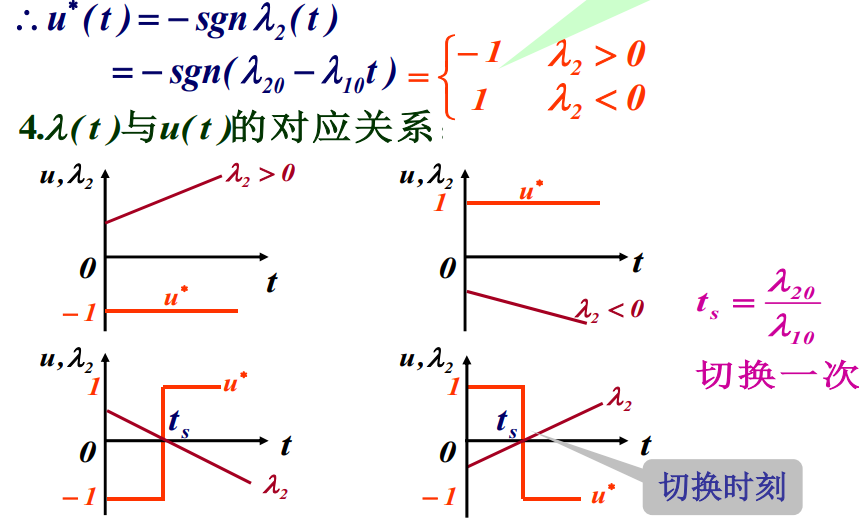 ∴ u*(t) = −sgn λ₂(t)
= −sgn(λ₂₀ − λ₁₀t) = { −1 λ₂ > 0
1 λ₂ < 0
4.λ(t)与u(t)的对应关系:
u,λ₂ λ₂ > 0
0 t
−1 u*
u,λ₂
1 u*
0 t
λ₂ < 0
tₛ = λ₂₀/λ₁₀
切换一次
u,λ₂
1 u*
tₛ
0 t
−1 λ₂
u,λ₂
1 λ₂
tₛ
0 t
−1 u*
切换时刻